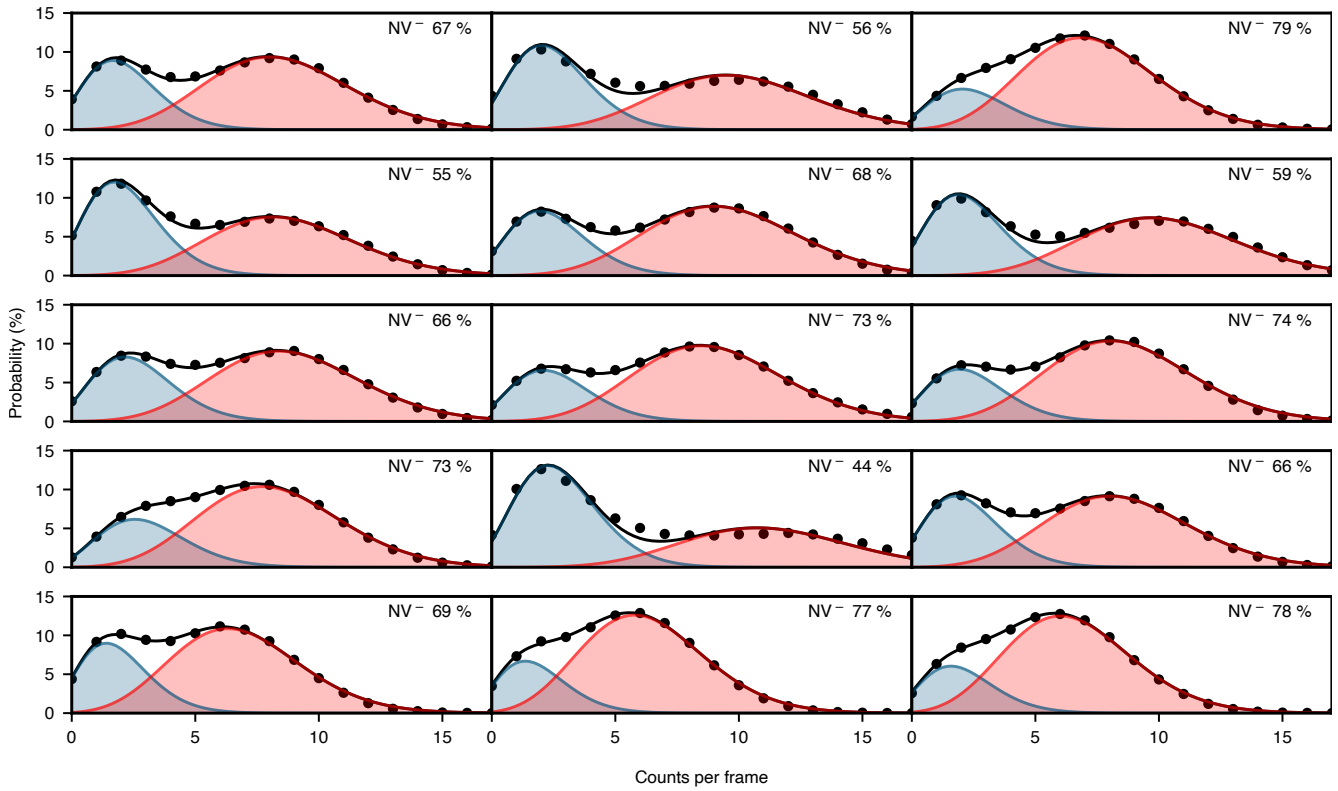 15
10
5
0
NV⁻ 67 %
NV⁻ 56 %
NV⁻ 79 %
15
10
5
0
NV⁻ 55 %
NV⁻ 68 %
NV⁻ 59 %
15
10
5
0
NV⁻ 66 %
NV⁻ 73 %
NV⁻ 74 %
Probability (%)
15
10
5
0
NV⁻ 73 %
NV⁻ 44 %
NV⁻ 66 %
15
10
5
0
NV⁻ 69 %
NV⁻ 77 %
NV⁻ 78 %
0 5 10 15 0 5 10 15 0 5 10 15
Counts per frame